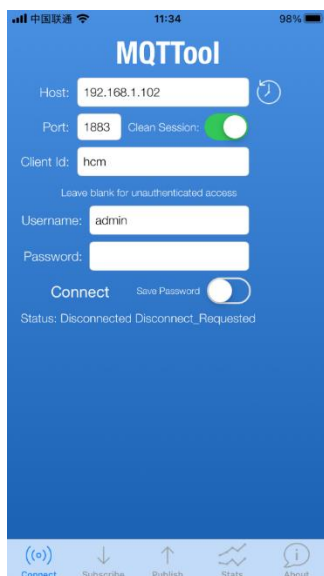 中国联通 11:34 98%
MQTTool
Host: 192.168.1.102
Port: 1883 Clean Session:
Client Id: hcm
Leave blank for unauthenticated access
Username: admin
Password:
Connect Save Password
Status: Disconnected Disconnect_Requested
Connect Subscribe Publish Stats About